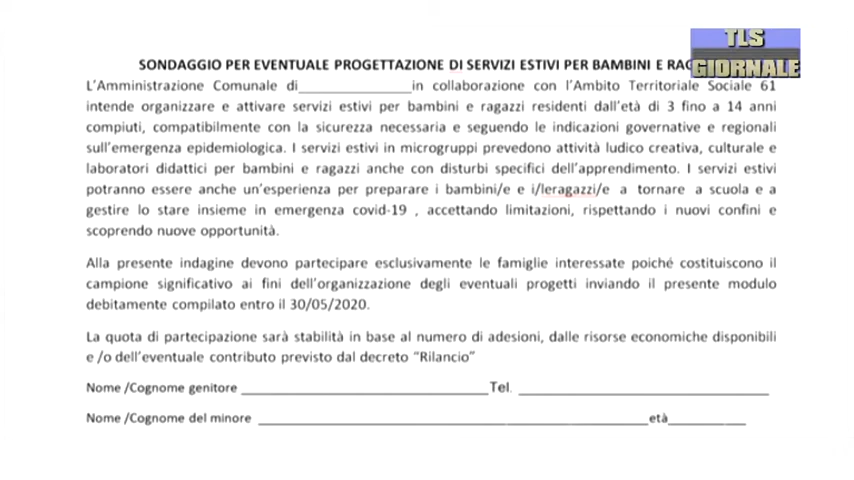 TLS
GIORNALE
SONDAGGIO PER EVENTUALE PROGETTAZIONE DI SERVIZI ESTIVI PER BAMBINI E
L’Amministrazione Comunale di________________in collaborazione con l’Ambito Territoriale Sociale 61
intende organizzare e attivare servizi estivi per bambini e ragazzi residenti dall’età di 3 fino a 14 anni
compiuti, compatibilmente con la sicurezza necessaria e seguendo le indicazioni governative e regionali
sull’emergenza epidemiologica. I servizi estivi in microgruppi prevedono attività ludico creativa, culturale e
laboratori didattici per bambini e ragazzi anche con disturbi specifici dell’apprendimento. I servizi estivi
potranno essere anche un’esperienza per preparare i bambini/e e i/leragazzi/e a tornare a scuola e a
gestire lo stare insieme in emergenza covid-19 , accettando limitazioni, rispettando i nuovi confini e
scoprendo nuove opportunità.
Alla presente indagine devono partecipare esclusivamente le famiglie interessate poiché costituiscono il
campione significativo ai fini dell’organizzazione degli eventuali progetti inviando il presente modulo
debitamente compilato entro il 30/05/2020.
La quota di partecipazione sarà stabilità in base al numero di adesioni, dalle risorse economiche disponibili
e /o dell’eventuale contributo previsto dal decreto “Rilancio”
Nome /Cognome genitore ___________________________________Tel. ___________________________________
Nome /Cognome del minore _______________________________________________________età___________